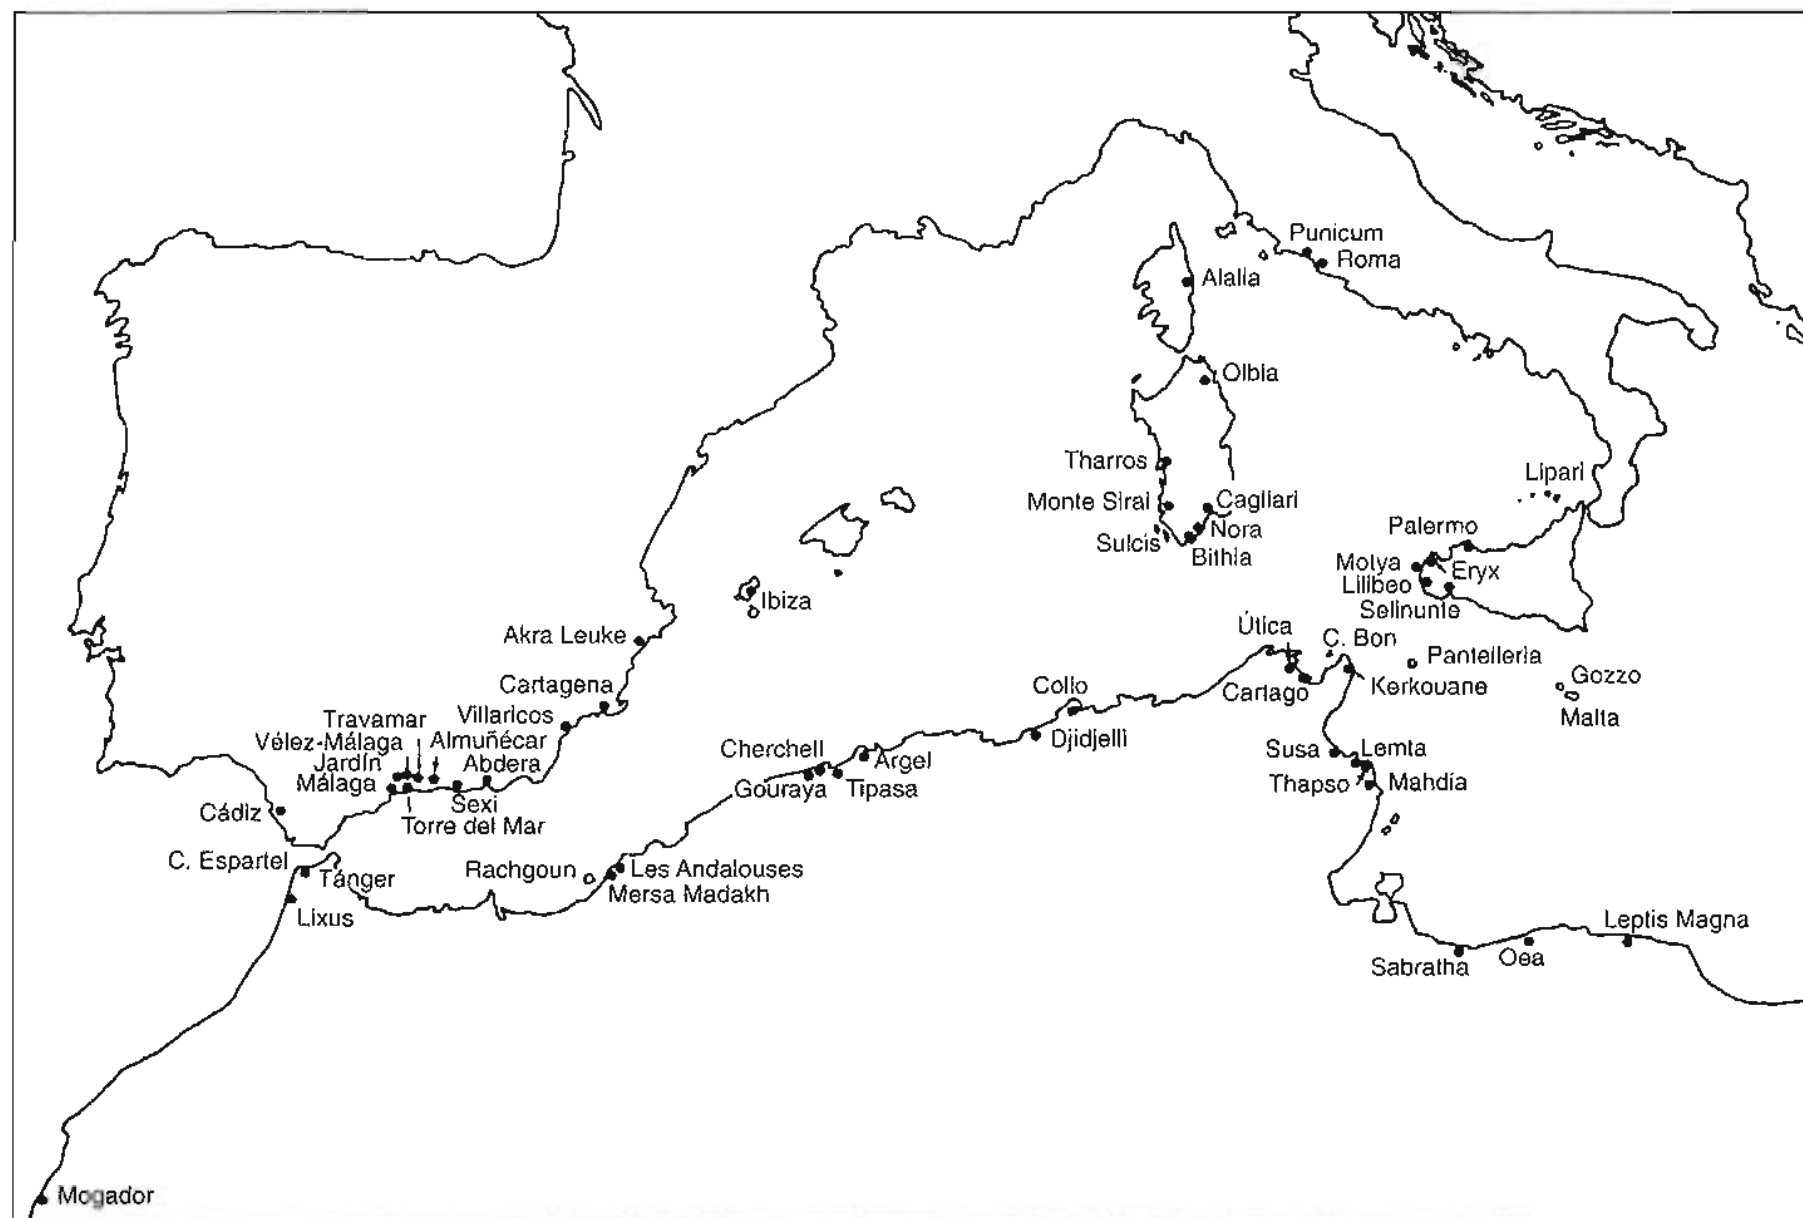 Punicum
Roma
Alalia
Olbia
Tharros
Monte Sirai
Cagliari
Nora
Sulcis
Bithia
Lipari
Palermo
Motya
Eryx
Lilibeo
Selinunte
Ibiza
Akra Leuke
Útica
C. Bon
Pantelleria
Cartago
Kerkouane
Gozzo
Malta
Cartagena
Collo
Travamar
Villaricos
Vélez-Málaga
Almuñécar
Jardín
Abdera
Málaga
Cherchell
Argel
Djidjelli
Susa
Lemta
Gouraya
Tipasa
Thapso
Mahdía
Cádiz
Sexi
Torre del Mar
C. Espartel
Tánger
Rachgoun
Les Andalouses
Mersa Madakh
Lixus
Leptis Magna
Sabratha
Oea
Mogador